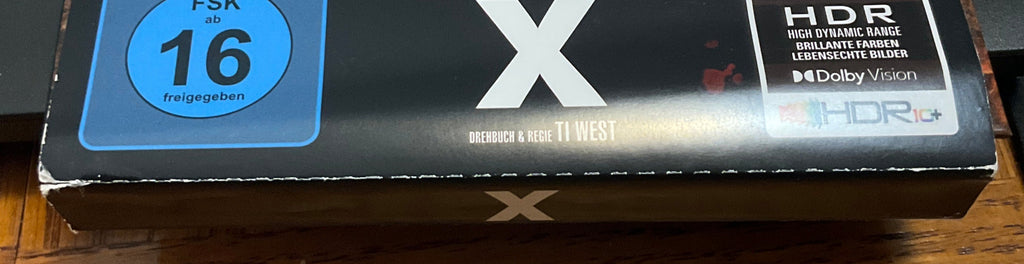 FSK
ab
16
freigegeben
X
DREHBUCH & REGIE TI WEST
HDR
HIGH DYNAMIC RANGE
BRILLANTE FARBEN
LEBENSECHTE BILDER
Dolby Vision
HDR10+
X